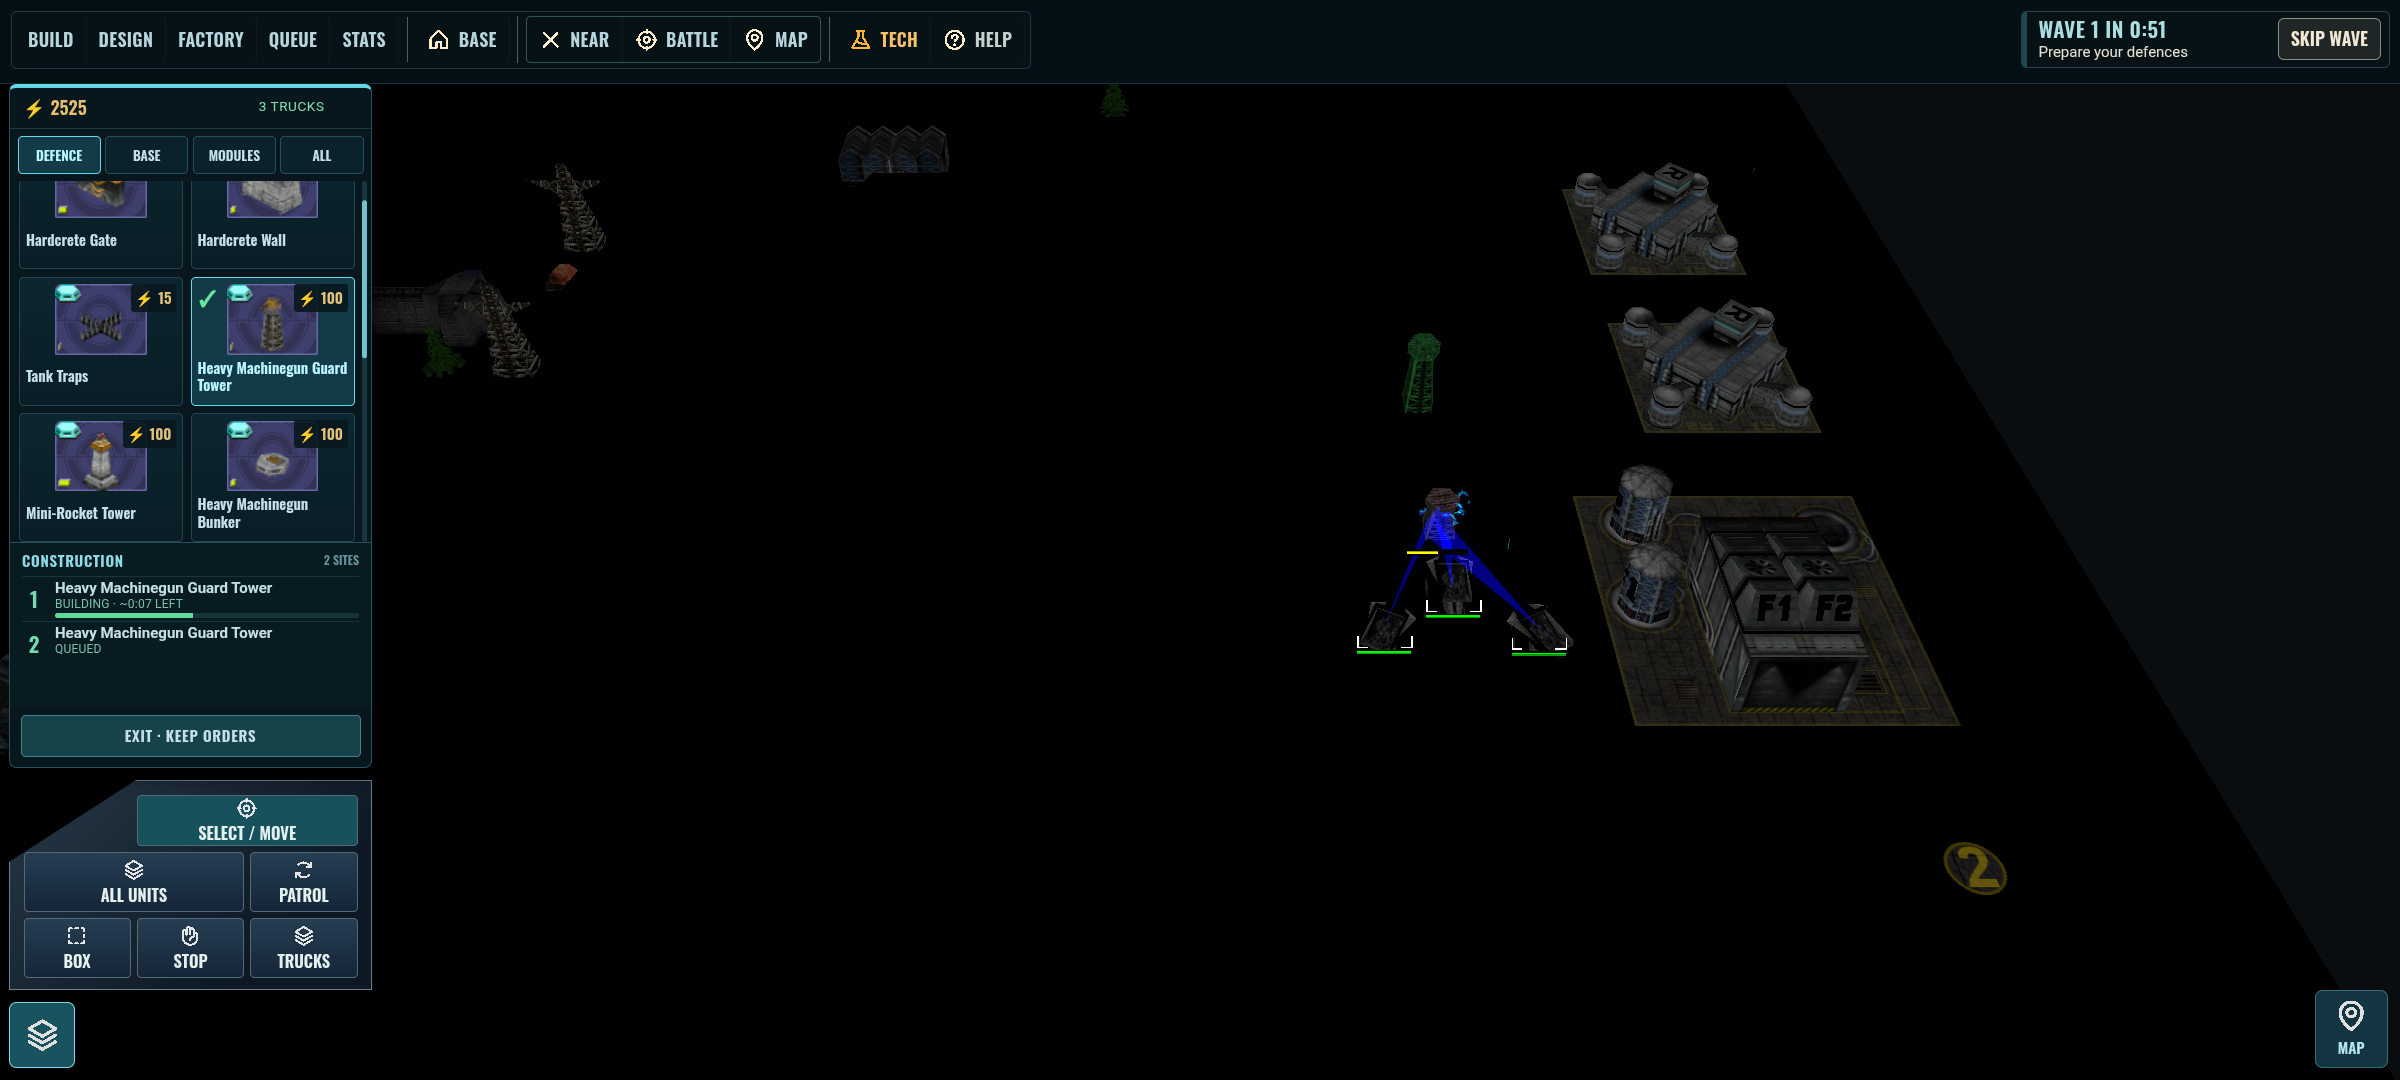 BUILD DESIGN FACTORY QUEUE STATS BASE NEAR BATTLE MAP TECH HELP
WAVE 1 IN 0:51
Prepare your defences
SKIP WAVE
2525
3 TRUCKS
DEFENCE BASE MODULES ALL
Hardcrete Gate
Hardcrete Wall
15
Tank Traps
100
Heavy Machinegun Guard
Tower
100
Mini-Rocket Tower
100
Heavy Machinegun
Bunker
CONSTRUCTION
2 SITES
1
Heavy Machinegun Guard Tower
BUILDING · ~0:07 LEFT
2
Heavy Machinegun Guard Tower
QUEUED
EXIT · KEEP ORDERS
SELECT / MOVE
ALL UNITS
PATROL
BOX
STOP
TRUCKS
R
R
F1 F2
2
MAP